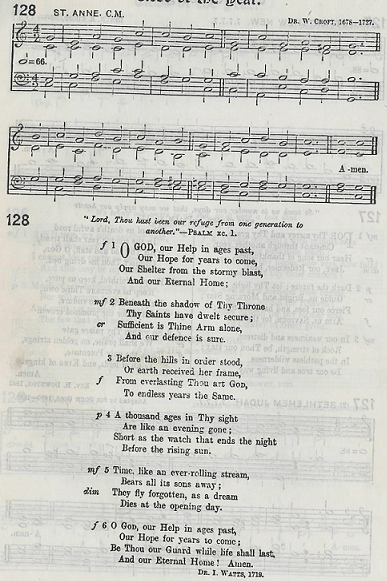 Close of the Year.
128 ST. ANNE. C.M.
DR. W. CROFT, 1678—1727.
=66.
A-men.
128
"Lord, Thou hast been our refuge from one generation to
another."—PSALM xc. 1.
f 1 O GOD, our Help in ages past,
Our Hope for years to come,
Our Shelter from the stormy blast,
And our Eternal Home;
mf 2 Beneath the shadow of Thy Throne
Thy Saints have dwelt secure;
cr Sufficient is Thine Arm alone,
And our defence is sure.
3 Before the hills in order stood,
Or earth received her frame,
f From everlasting Thou art God,
To endless years the Same.
p 4 A thousand ages in Thy sight
Are like an evening gone;
Short as the watch that ends the night
Before the rising sun.
mf 5 Time, like an ever-rolling stream,
Bears all its sons away;
dim They fly forgotten, as a dream
Dies at the opening day.
f 6 O God, our Help in ages past,
Our Hope for years to come;
Be Thou our Guard while life shall last,
And our Eternal Home! Amen.
DR. I. WATTS, 1719.